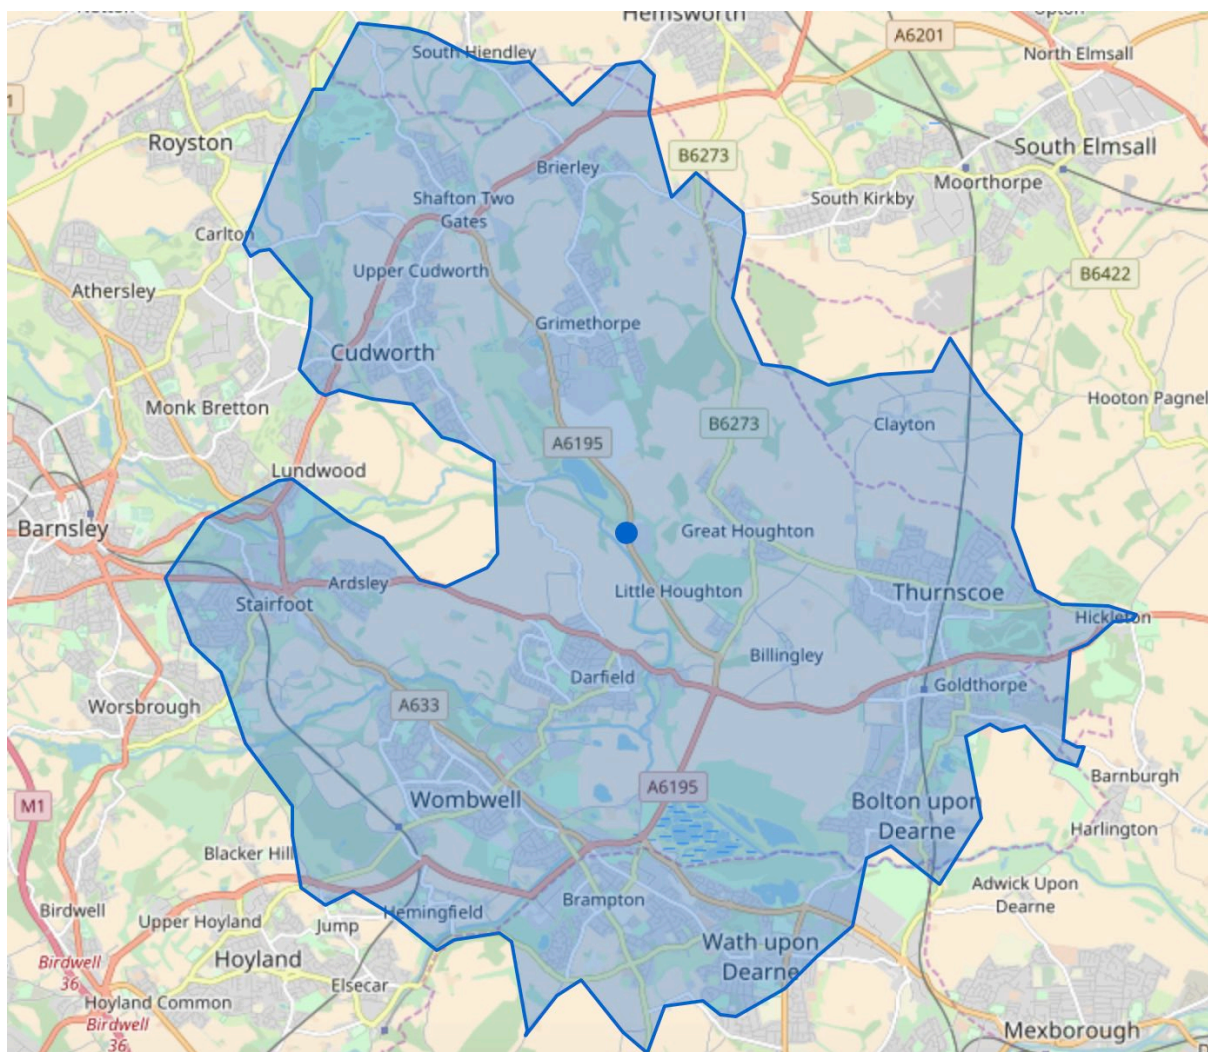 Hemsworth
A6201
North Elmsall
South Hiendley
1
Royston
B6273
South Elmsall
Brierley
Moorthorpe
Shafton Two
Gates
South Kirkby
Carlton
Upper Cudworth
B6422
Athersley
Grimethorpe
Cudworth
Hooton Pagnel
Monk Bretton
B6273
Clayton
A6195
Lundwood
Barnsley
Great Houghton
Ardsley
Little Houghton
Thurnscoe
Stairfoot
Hickleton
Billingley
Darfield
Goldthorpe
Worsbrough
A633
Barnburgh
A6195
M1
Wombwell
Bolton upon
Dearne
Harlington
Blacker Hill
Adwick Upon
Dearne
Brampton
Birdwell
Upper Hoyland
Jump
Hemingfield
Wath upon
Dearne
Hoyland
Birdwell
36
Elsecar
Hoyland Common
Birdwell
36
Mexborough